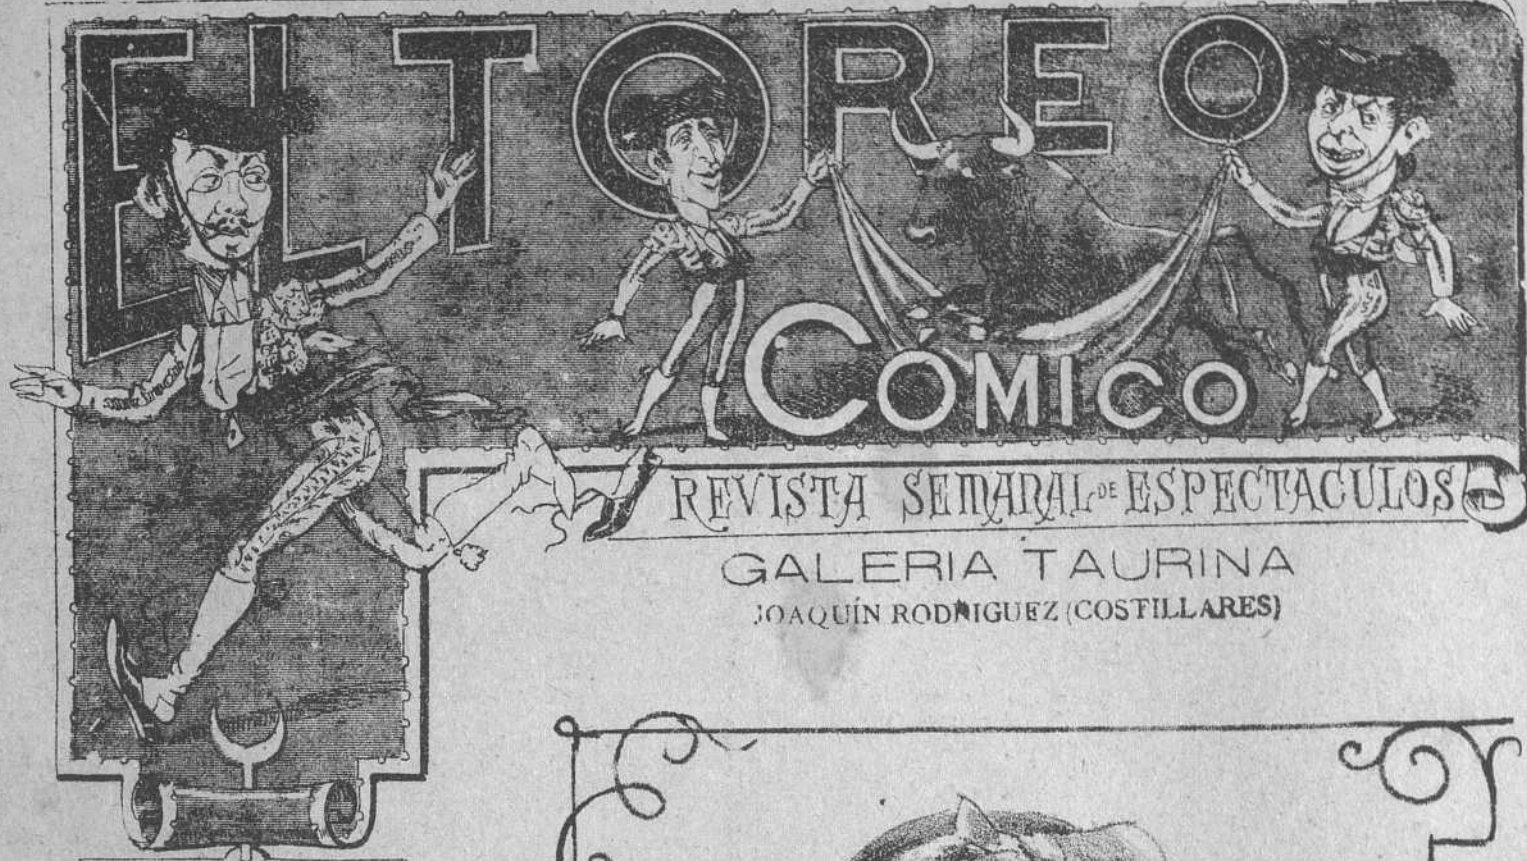 EL TOREO
CÓMICO
REVISTA SEMANAL DE ESPECTACULOS
GALERIA TAURINA
JOAQUÍN RODRIGUEZ (COSTILLARES)